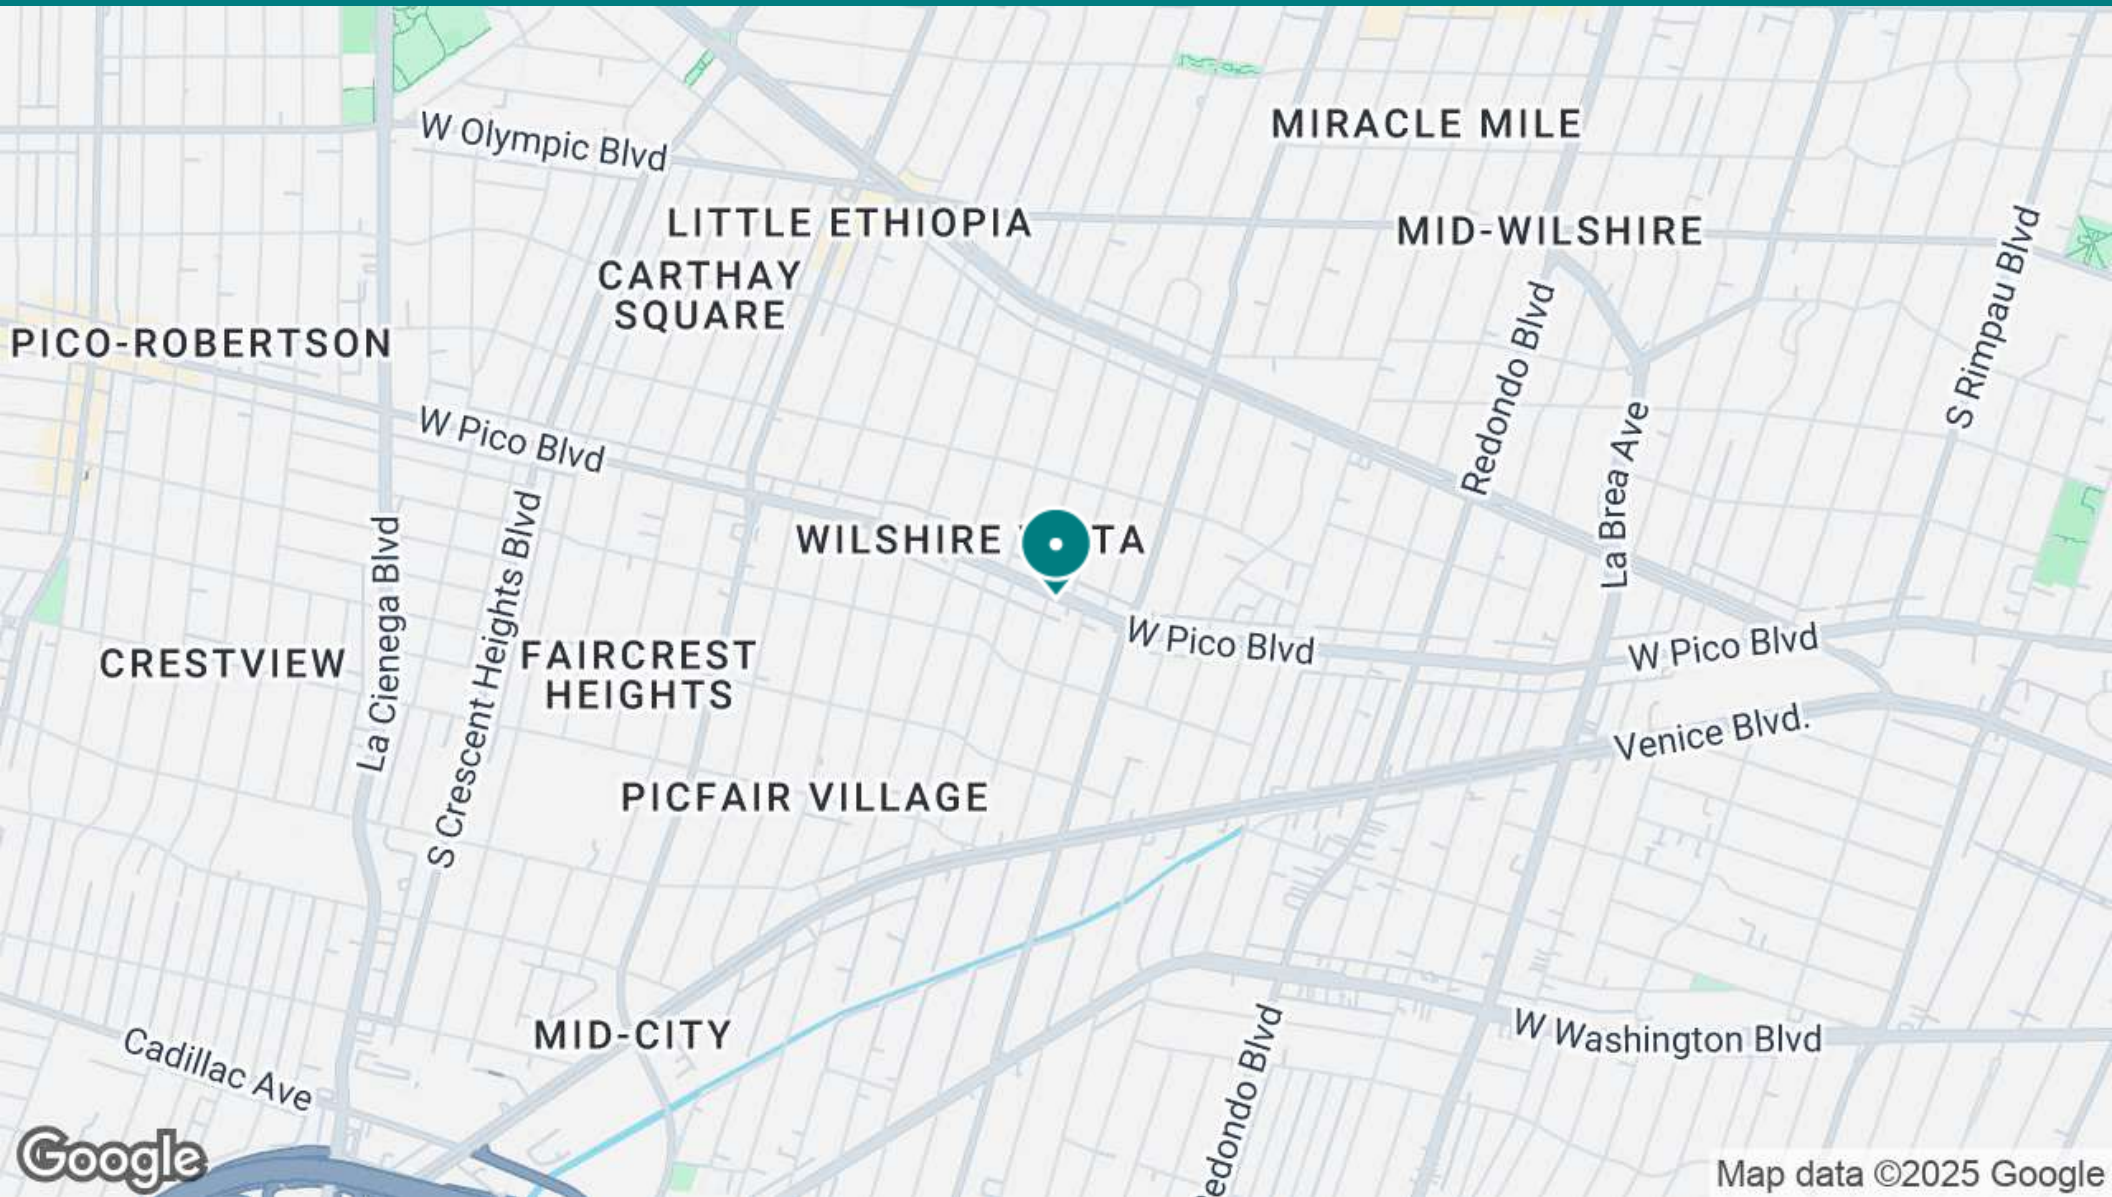 MIRACLE MILE
W Olympic Blvd
LITTLE ETHIOPIA
MID-WILSHIRE
CARTHAY
SQUARE
S Rimpau Blvd
PICO-ROBERTSON
Redondo Blvd
W Pico Blvd
La Brea Ave
WILSHIRE TA
La Cienega Blvd
S Crescent Heights Blvd
W Pico Blvd
W Pico Blvd
CRESTVIEW
FAIRCREST
HEIGHTS
Venice Blvd.
PICFAIR VILLAGE
MID-CITY
W Washington Blvd
Cadillac Ave
edondo Blvd
Google
Map data ©2025 Google